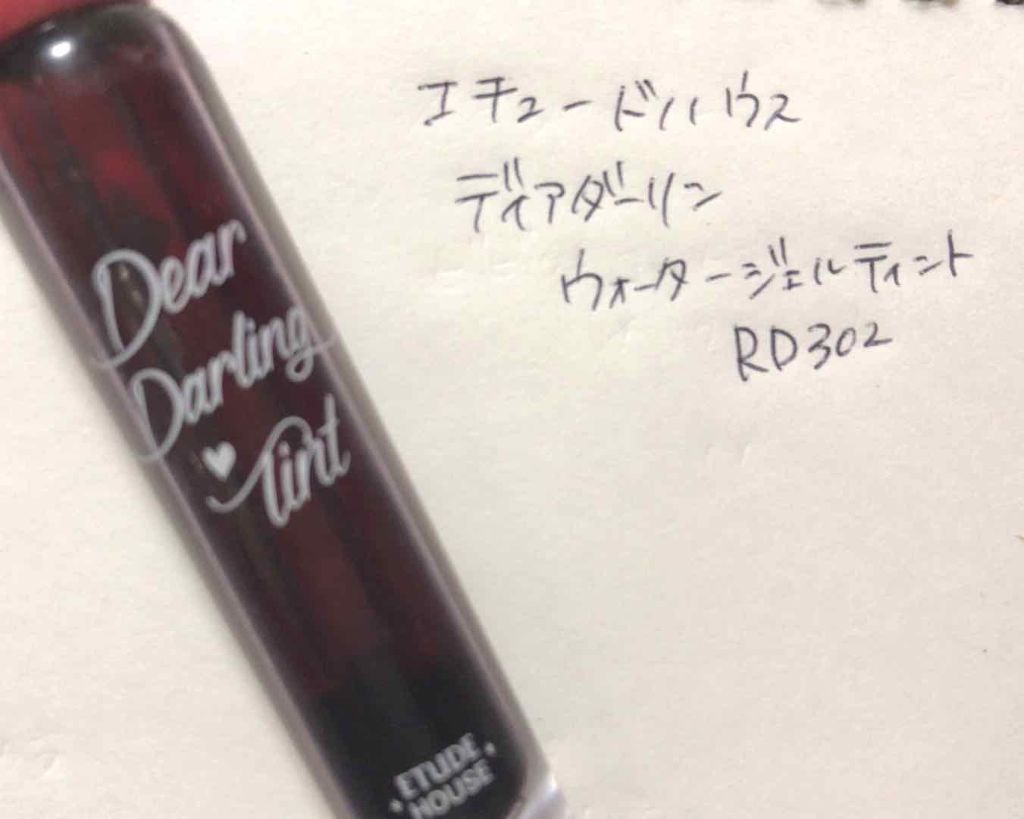 Dear
Darling
Tint
ETUDE
HOUSE
エチュードハウス
ディアダーリン
ウォータージェルティント
RD302